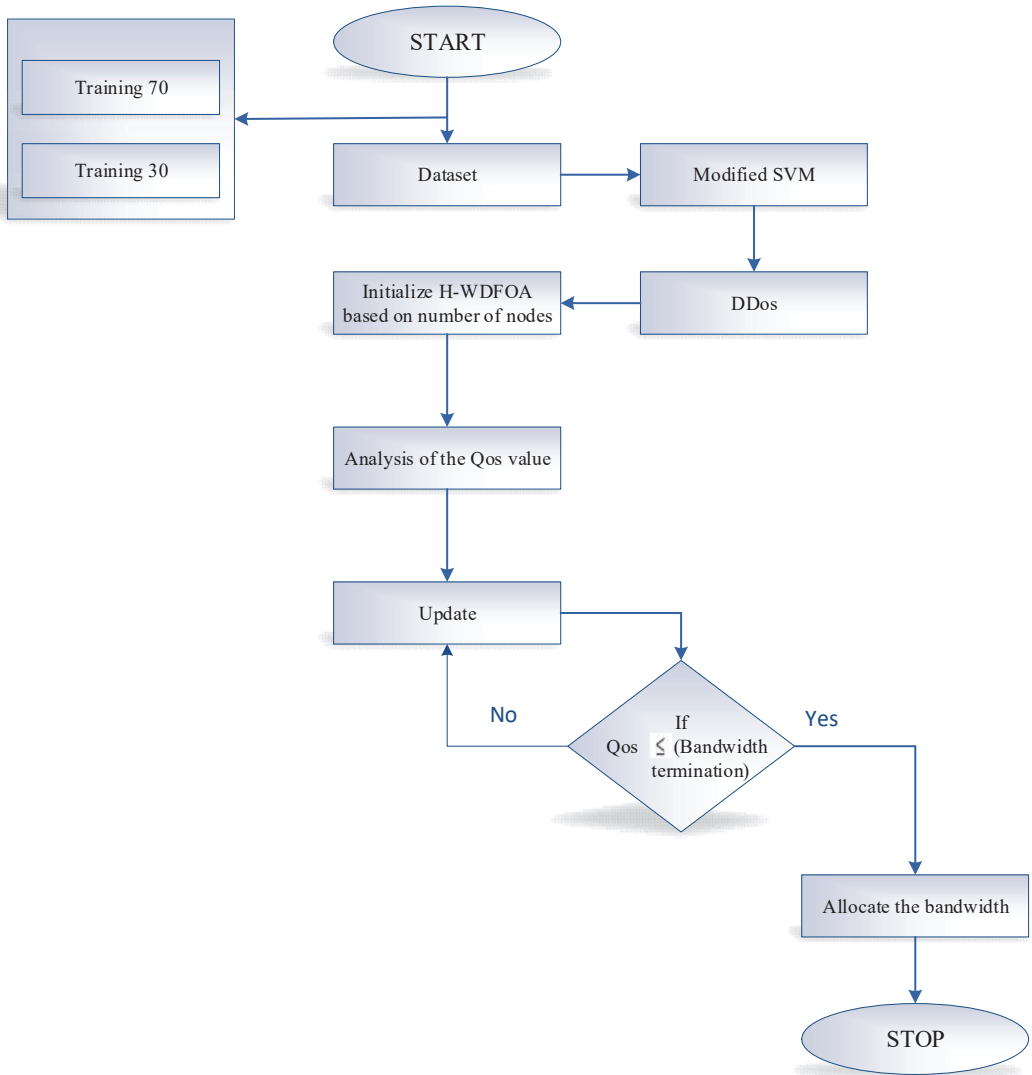 START
Training 70
Training 30
Dataset
Modified SVM
Initialize H-WDFOA
based on number of nodes
DDos
Analysis of the Qos value
Update
No
If
Qos ≤ (Bandwidth
termination)
Yes
Allocate the bandwidth
STOP